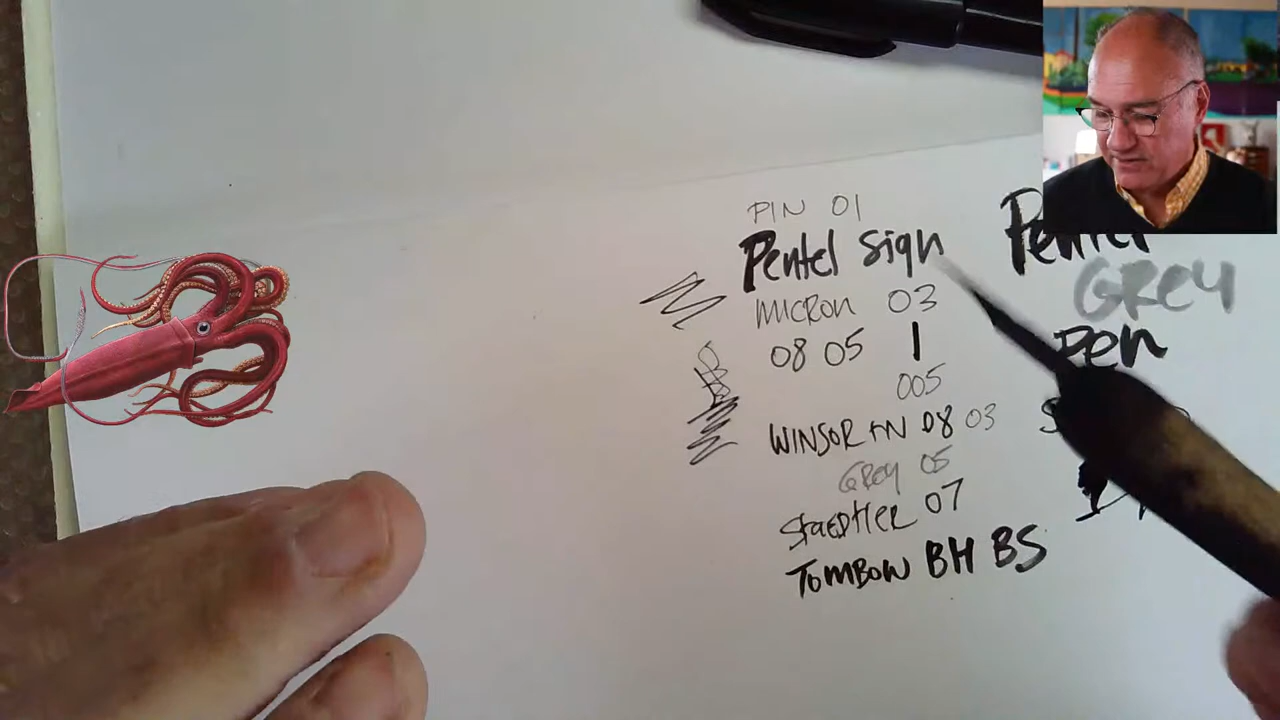 PIN 01
Pentel Sign
MICRON 03
08 05 1
005
WINSOR + N 08 03
GREY 05
STAEDTLER 07
TOMBOW BH BS
Pentel
GREY
Pen